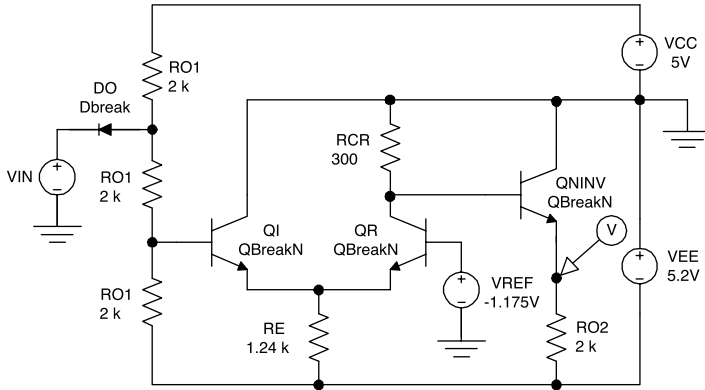 VCC
5V
RO1
2 k
DO
Dbreak
+
−
RCR
300
VIN
+
−
RO1
2 k
QNINV
QBreakN
QI
QBreakN
QR
QBreakN
V
+
−
VEE
5.2V
RO1
2 k
+
−
VREF
-1.175V
RE
1.24 k
RO2
2 k